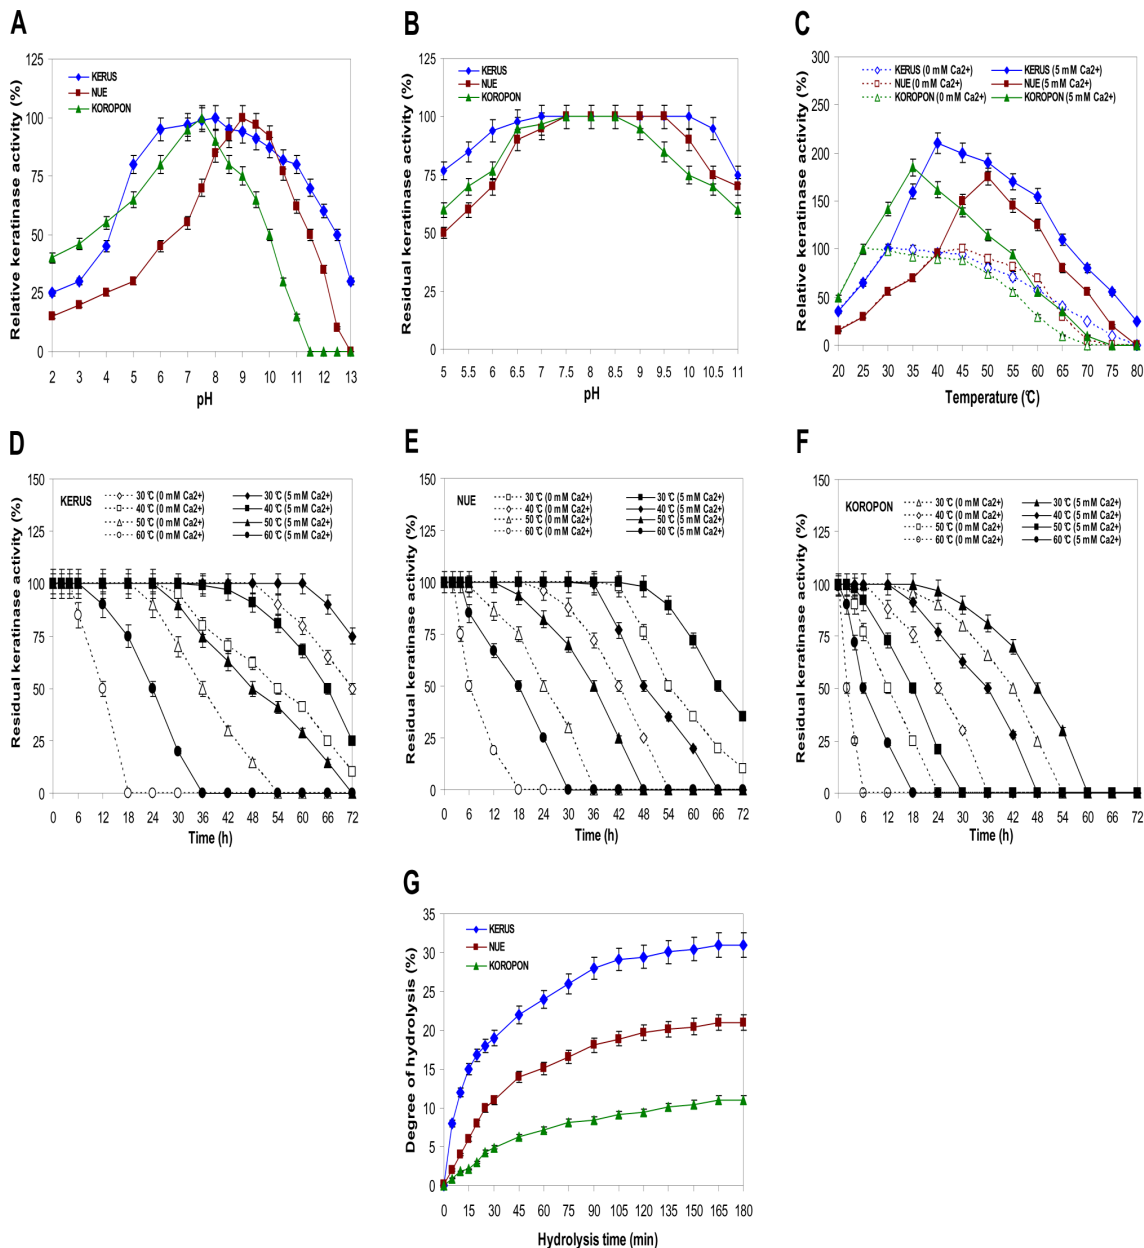 A
Relative keratinase activity (%)
125
100
75
50
25
0
KERUS
NUE
KOROPON
2 3 4 5 6 7 8 9 10 11 12 13
pH
B
Residual keratinase activity (%)
125
100
75
50
25
0
KERUS
NUE
KOROPON
5 5.5 6 6.5 7 7.5 8 8.5 9 9.5 10 10.5 11
pH
C
Relative keratinase activity (%)
300
250
200
150
100
50
0
KERUS (0 mM Ca2+) KERUS (5 mM Ca2+)
NUE (0 mM Ca2+) NUE (5 mM Ca2+)
KOROPON (0 mM Ca2+) KOROPON (5 mM Ca2+)
20 25 30 35 40 45 50 55 60 65 70 75 80
Temperature (°C)
D
Residual keratinase activity (%)
150
125
100
75
50
25
0
KERUS
30 °C (0 mM Ca2+) 30 °C (5 mM Ca2+)
40 °C (0 mM Ca2+) 40 °C (5 mM Ca2+)
50 °C (0 mM Ca2+) 50 °C (5 mM Ca2+)
60 °C (0 mM Ca2+) 60 °C (5 mM Ca2+)
0 6 12 18 24 30 36 42 48 54 60 66 72
Time (h)
E
Residual keratinase activity (%)
150
125
100
75
50
25
0
NUE
30 °C (0 mM Ca2+) 30 °C (5 mM Ca2+)
40 °C (0 mM Ca2+) 40 °C (5 mM Ca2+)
50 °C (0 mM Ca2+) 50 °C (5 mM Ca2+)
60 °C (0 mM Ca2+) 60 °C (5 mM Ca2+)
0 6 12 18 24 30 36 42 48 54 60 66 72
Time (h)
F
Residual keratinase activity (%)
150
125
100
75
50
25
0
KOROPON
30 °C (0 mM Ca2+) 30 °C (5 mM Ca2+)
40 °C (0 mM Ca2+) 40 °C (5 mM Ca2+)
50 °C (0 mM Ca2+) 50 °C (5 mM Ca2+)
60 °C (0 mM Ca2+) 60 °C (5 mM Ca2+)
0 6 12 18 24 30 36 42 48 54 60 66 72
Time (h)
G
Degree of hydrolysis (%)
35
30
25
20
15
10
5
0
KERUS
NUE
KOROPON
0 15 30 45 60 75 90 105 120 135 150 165 180
Hydrolysis time (min)